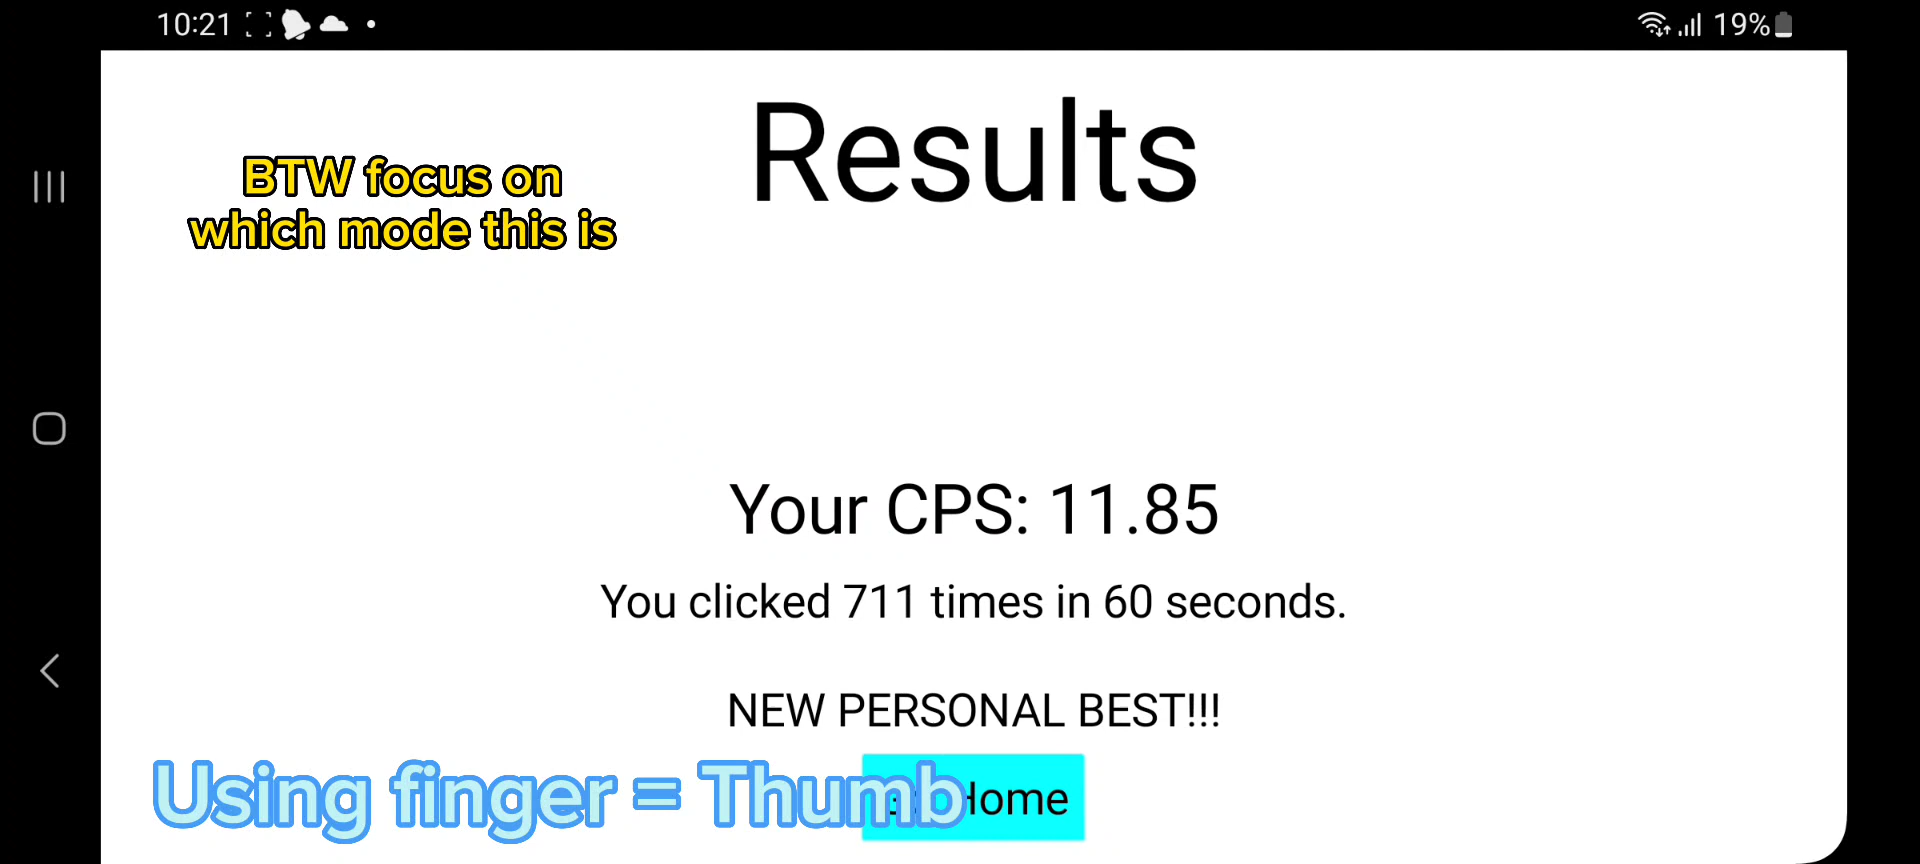 10:21
19%
Results
BTW focus on
which mode this is
Your CPS: 11.85
You clicked 711 times in 60 seconds.
NEW PERSONAL BEST!!!
Using finger = Thumb
Home